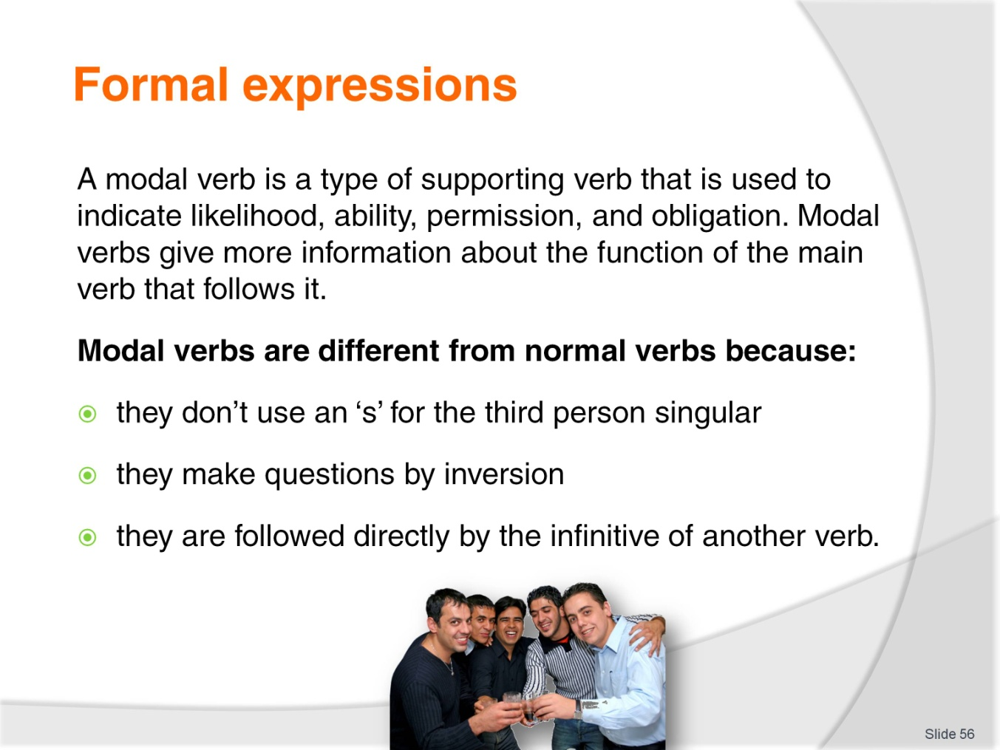 Formal expressions
A modal verb is a type of supporting verb that is used to
indicate likelihood, ability, permission, and obligation. Modal
verbs give more information about the function of the main
verb that follows it.
Modal verbs are different from normal verbs because:
they don’t use an ‘s’ for the third person singular
they make questions by inversion
they are followed directly by the infinitive of another verb.
Slide 56